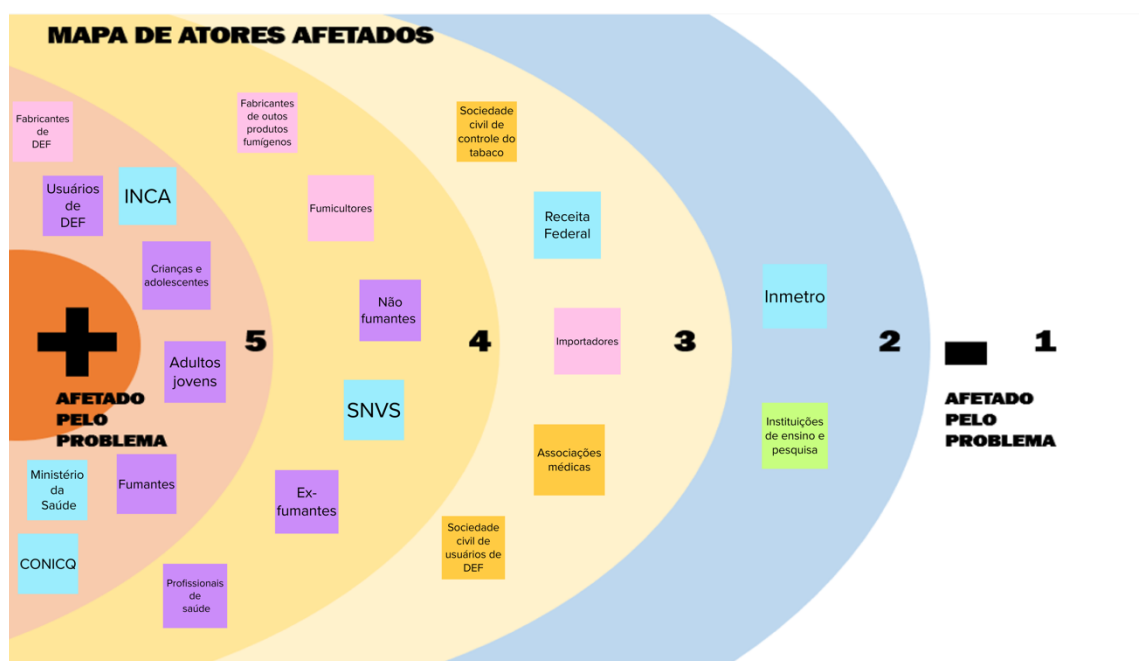 MAPA DE ATORES AFETADOS
Fabricantes
de
DEF
Usuários
de
DEF
INCA
Crianças e
adolescentes
Adultos
jovens
5
AFETADO
PELO
PROBLEMA
Ministério
da
Saúde
Fumantes
CONICQ
Profissionais
de
saúde
Fabricantes
de outos
produtos
fumígenos
Fumicultores
Não
fumantes
4
SNVS
Ex-
fumantes
Sociedade
civil de
controle do
tabaco
Receita
Federal
Importadores
3
Associações
médicas
Sociedade
civil de
usuários de
DEF
Inmetro
2
Instituições
de ensino e
pesquisa
1
AFETADO
PELO
PROBLEMA